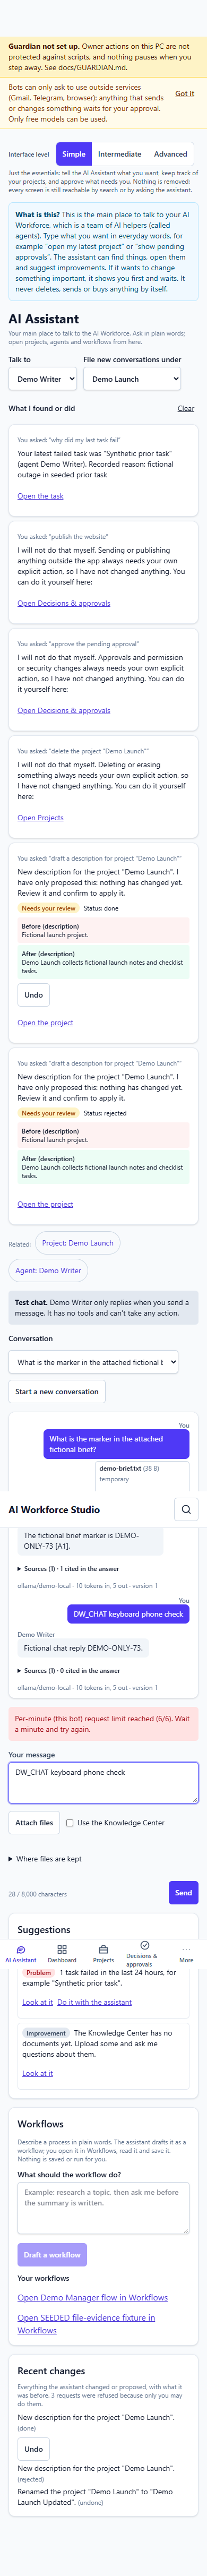 Guardian not set up. Owner actions on this PC are not
protected against scripts, and nothing pauses when you
step away. See docs/GUARDIAN.md.
Bots can only ask to use outside services
(Gmail, Telegram, browser): anything that sends
or changes something waits for your approval.
Only free models can be used.
Got it
Interface level
Simple
Intermediate
Advanced
Just the essentials: tell the AI Assistant what you want, keep track of
your projects, and approve what needs you. Nothing is removed:
every screen is still reachable by search or by asking the assistant.
What is this? This is the main place to talk to your AI
Workforce, which is a team of AI helpers (called
agents). Type what you want in everyday words, for
example "open my latest project" or "show pending
approvals". The assistant can find things, open them
and suggest improvements. If it wants to change
something important, it shows you first and waits. It
never deletes, sends or buys anything by itself.
AI Assistant
Your main place to talk to the AI Workforce. Ask in plain words;
open projects, agents and workflows from here.
Talk to
File new conversations under
Demo Writer
Demo Launch
What I found or did
Clear
You asked: "why did my last task fail"
Your latest failed task was "Synthetic prior task"
(agent Demo Writer). Recorded reason: fictional
outage in seeded prior task
Open the task
You asked: "publish the website"
I will not do that myself. Sending or publishing
anything outside the app always needs your own
action, so I have not changed anything. You can
do it yourself here:
Open Decisions & approvals
You asked: "approve the pending approval"
I will not do that myself. Approvals and permission
or security changes always needs your own explicit
action, so I have not changed anything. You can do
it yourself here:
Open Decisions & approvals
You asked: "delete the project "Demo Launch""
I will not do that myself. Deleting or erasing
something always needs your own explicit action, so
I have not changed anything. You can do it yourself
here:
Open Projects
You asked: "draft a description for project "Demo Launch""
New description for the project "Demo Launch". I
have only proposed this: nothing has changed yet.
Review it and confirm to apply it.
Needs your review
Status: done
Before (description)
Fictional launch project.
After (description)
Demo Launch collects fictional launch notes and checklist
tasks.
Undo
Open the project
You asked: "draft a description for project "Demo Launch""
New description for the project "Demo Launch". I
have only proposed this: nothing has changed yet.
Review it and confirm to apply it.
Needs your review
Status: rejected
Before (description)
Fictional launch project.
After (description)
Demo Launch collects fictional launch notes and checklist
tasks.
Open the project
Related:
Project: Demo Launch
Agent: Demo Writer
Test chat. Demo Writer only replies when you send a
message. It has no tools and can't take any action.
Conversation
What is the marker in the attached fictional b
Start a new conversation
You
What is the marker in the attached
fictional brief?
demo-brief.txt (38 B)
temporary
AI Workforce Studio
The fictional brief marker is DEMO-
ONLY-73 [A1].
Sources (1) · 1 cited in the answer
ollama/demo-local · 10 tokens in, 5 out · version 1
You
DW_CHAT keyboard phone check
Demo Writer
Fictional chat reply DEMO-ONLY-73.
Sources (1) · 0 cited in the answer
ollama/demo-local · 10 tokens in, 5 out · version 1
Per-minute (this bot) request limit reached (6/6). Wait
a minute and try again.
Your message
DW_CHAT keyboard phone check
Attach files
Use the Knowledge Center
Where files are kept
28 / 8,000 characters
Send
Suggestions
AI Assistant
Dashboard
Projects
Decisions &
approvals
More
Problem
1 task failed in the last 24 hours, for
example "Synthetic prior task".
Look at it
Do it with the assistant
Improvement
The Knowledge Center has no
documents yet. Upload some and ask me
questions about them.
Look at it
Workflows
Describe a process in plain words. The assistant drafts it as a
workflow; you open it in Workflows, read it and save it.
Nothing is saved or run for you.
What should the workflow do?
Example: research a topic, then ask me before
the summary is written.
Draft a workflow
Your workflows
Open Demo Manager flow in Workflows
Open SEEDED file-evidence fixture in
Workflows
Recent changes
Everything the assistant changed or proposed, with what it
was before. 3 requests were refused because only you may
do them.
New description for the project "Demo Launch".
(done)
Undo
New description for the project "Demo Launch".
(rejected)
Renamed the project "Demo Launch" to "Demo
Launch Updated". (undone)